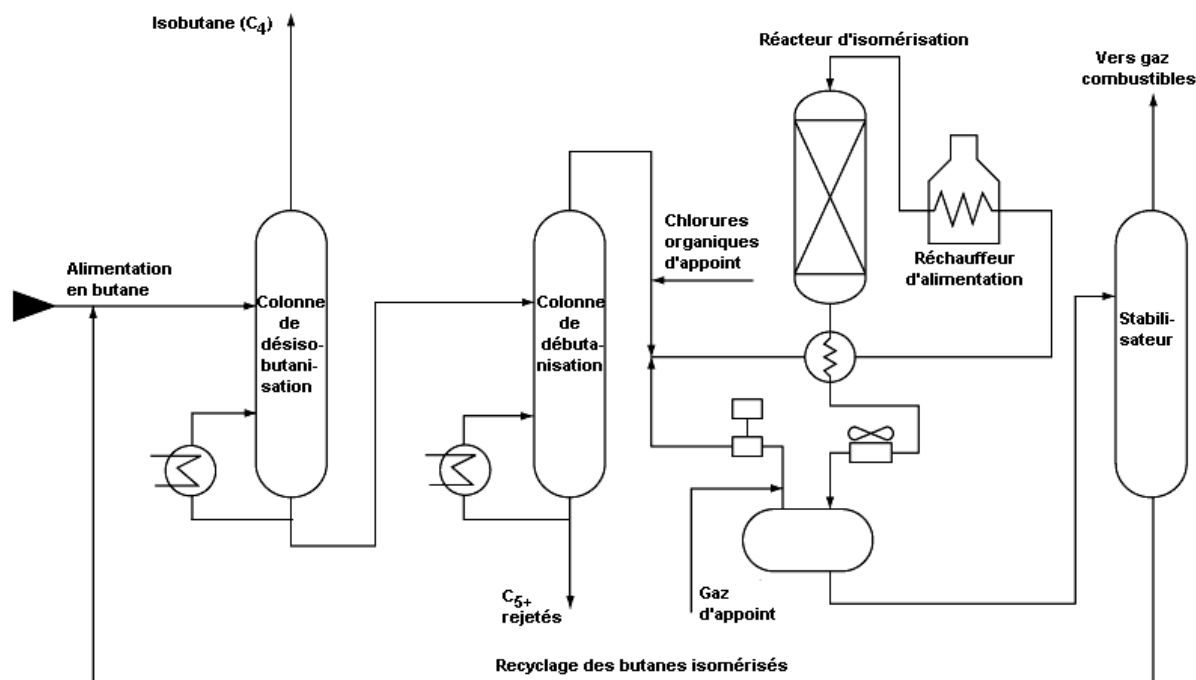 Isobutane (C4)
Réacteur d'isomérisation
Vers gaz
combustibles
Alimentation
en butane
Chlorures
organiques
d'appoint
Réchauffeur
d'alimentation
Colonne
de
désiso-
butani-
sation
Colonne
de
débuta-
nisation
Stabili-
sateur
C5+
rejetés
Gaz
d'appoint
Recyclage des butanes isomérisés